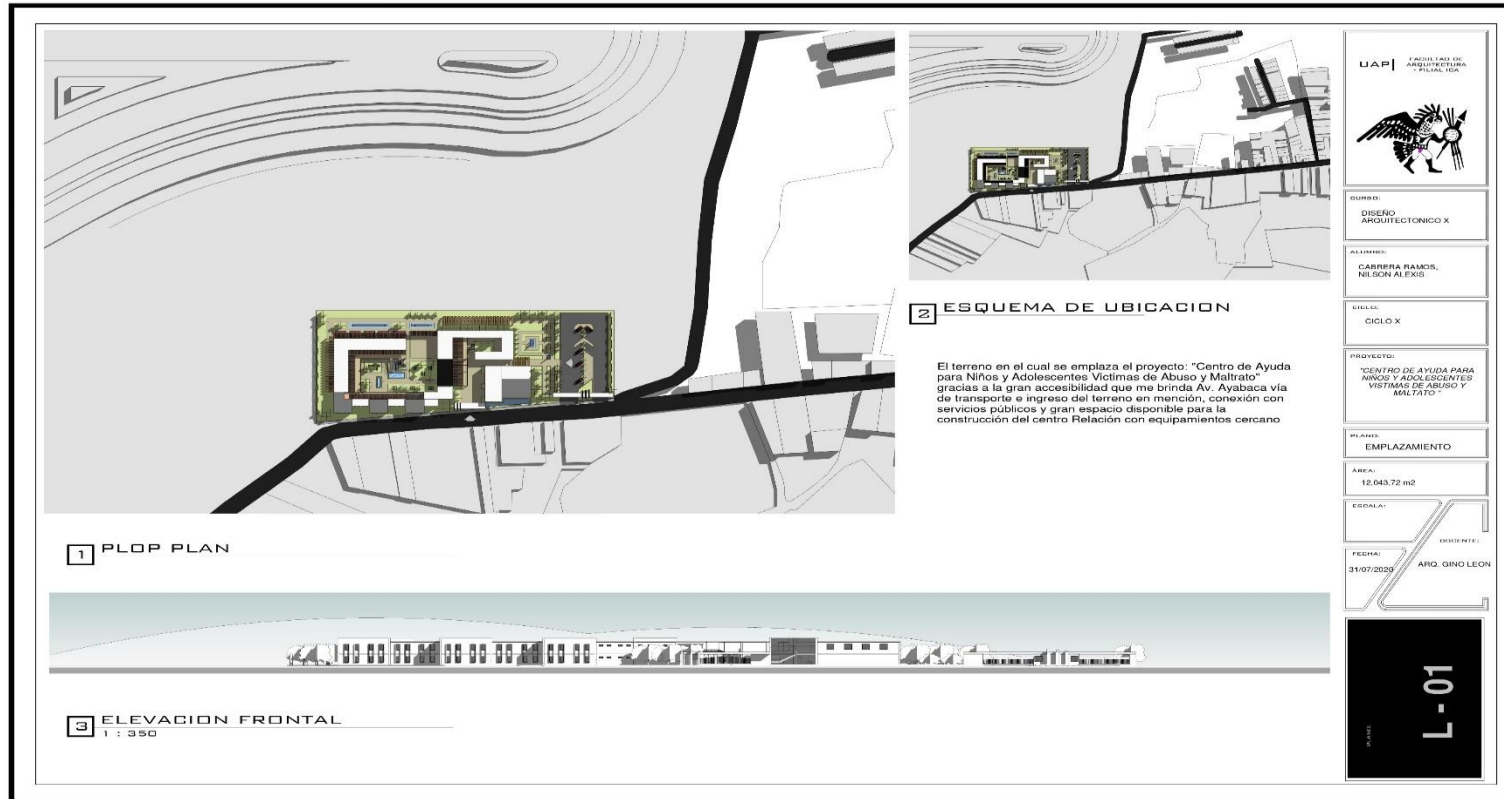 1 PLOP PLAN
2 ESQUEMA DE UBICACION
El terreno en el cual se emplaza el proyecto: "Centro de Ayuda
para Niños y Adolescentes Victimas de Abuso y Maltrato"
gracias a la gran accesibilidad que me brinda Av. Ayabaca vía
de transporte e ingreso del terreno en mención, conexión con
servicios públicos y gran espacio disponible para la
construcción del centro Relación con equipamientos cercano
3 ELEVACION FRONTAL
1 : 350
UAP
FACULTAD DE
ARQUITECTURA
- FILIAL ICA
CURSO:
DISEÑO
ARQUITECTONICO X
ALUMNO:
CABRERA RAMOS,
NILSON ALEXIS
CICLO:
CICLO X
PROYECTO:
"CENTRO DE AYUDA PARA
NIÑOS Y ADOLESCENTES
VISTIMAS DE ABUSO Y
MALTATO "
PLANO:
EMPLAZAMIENTO
ÁREA:
12,043.72 m2
ESCALA:
DOCENTE:
ARQ. GINO LEON
FECHA:
31/07/2020
PLANO:
L - 01